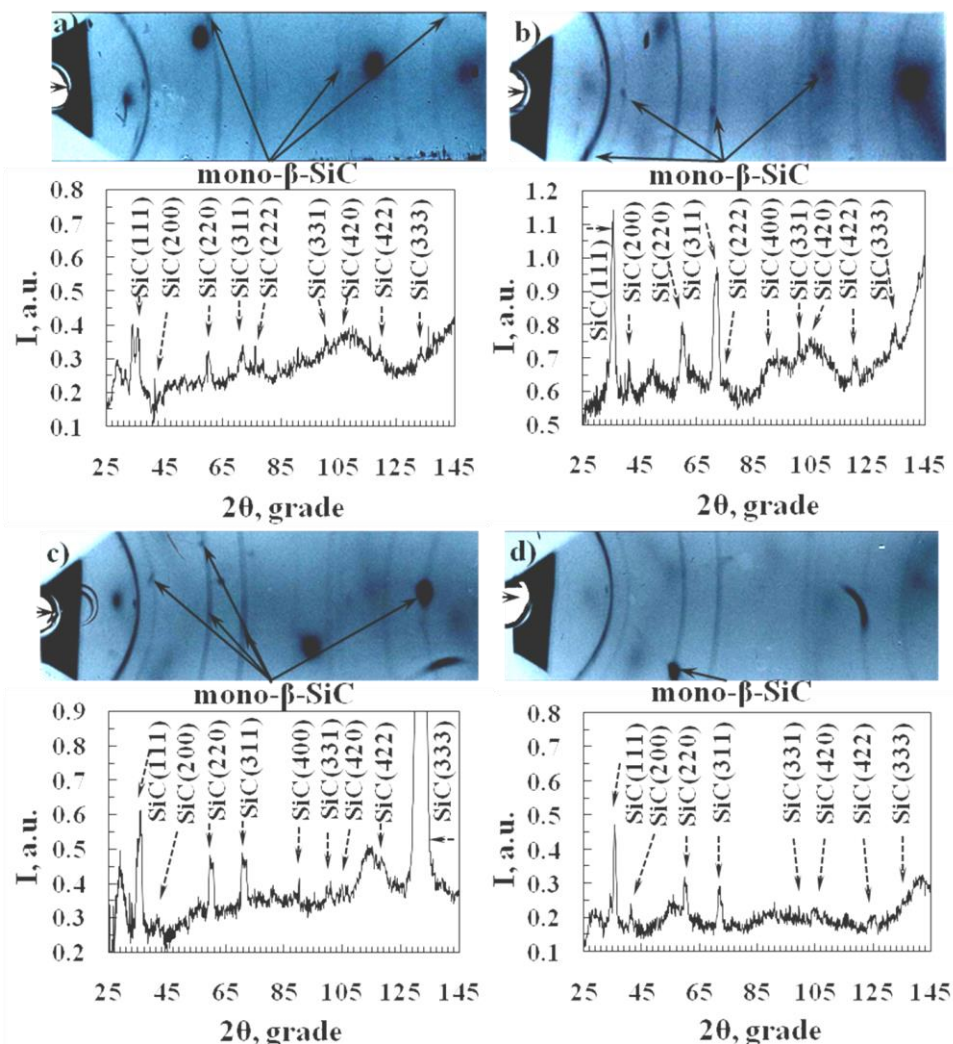 a)
mono-β-SiC
0.8
0.7
0.6
0.5
0.4
0.3
0.2
0.1
I, a.u.
SiC(111)
SiC(200)
SiC(220)
SiC(311)
SiC(222)
SiC(331)
SiC(420)
SiC(422)
SiC(333)
25 45 65 85 105 125 145
2θ, grade
b)
mono-β-SiC
1.2
1.1
1.0
0.9
0.8
0.7
0.6
0.5
I, a.u.
SiC(111)
SiC(200)
SiC(220)
SiC(311)
SiC(222)
SiC(400)
SiC(331)
SiC(420)
SiC(422)
SiC(333)
25 45 65 85 105 125 145
2θ, grade
c)
mono-β-SiC
0.9
0.8
0.7
0.6
0.5
0.4
0.3
0.2
I, a.u.
SiC(111)
SiC(200)
SiC(220)
SiC(311)
SiC(400)
SiC(331)
SiC(420)
SiC(422)
SiC(333)
25 45 65 85 105 125 145
2θ, grade
d)
mono-β-SiC
0.8
0.7
0.6
0.5
0.4
0.3
0.2
0.1
I, a.u.
SiC(111)
SiC(200)
SiC(220)
SiC(311)
SiC(331)
SiC(420)
SiC(422)
SiC(333)
25 45 65 85 105 125 145
2θ, grade